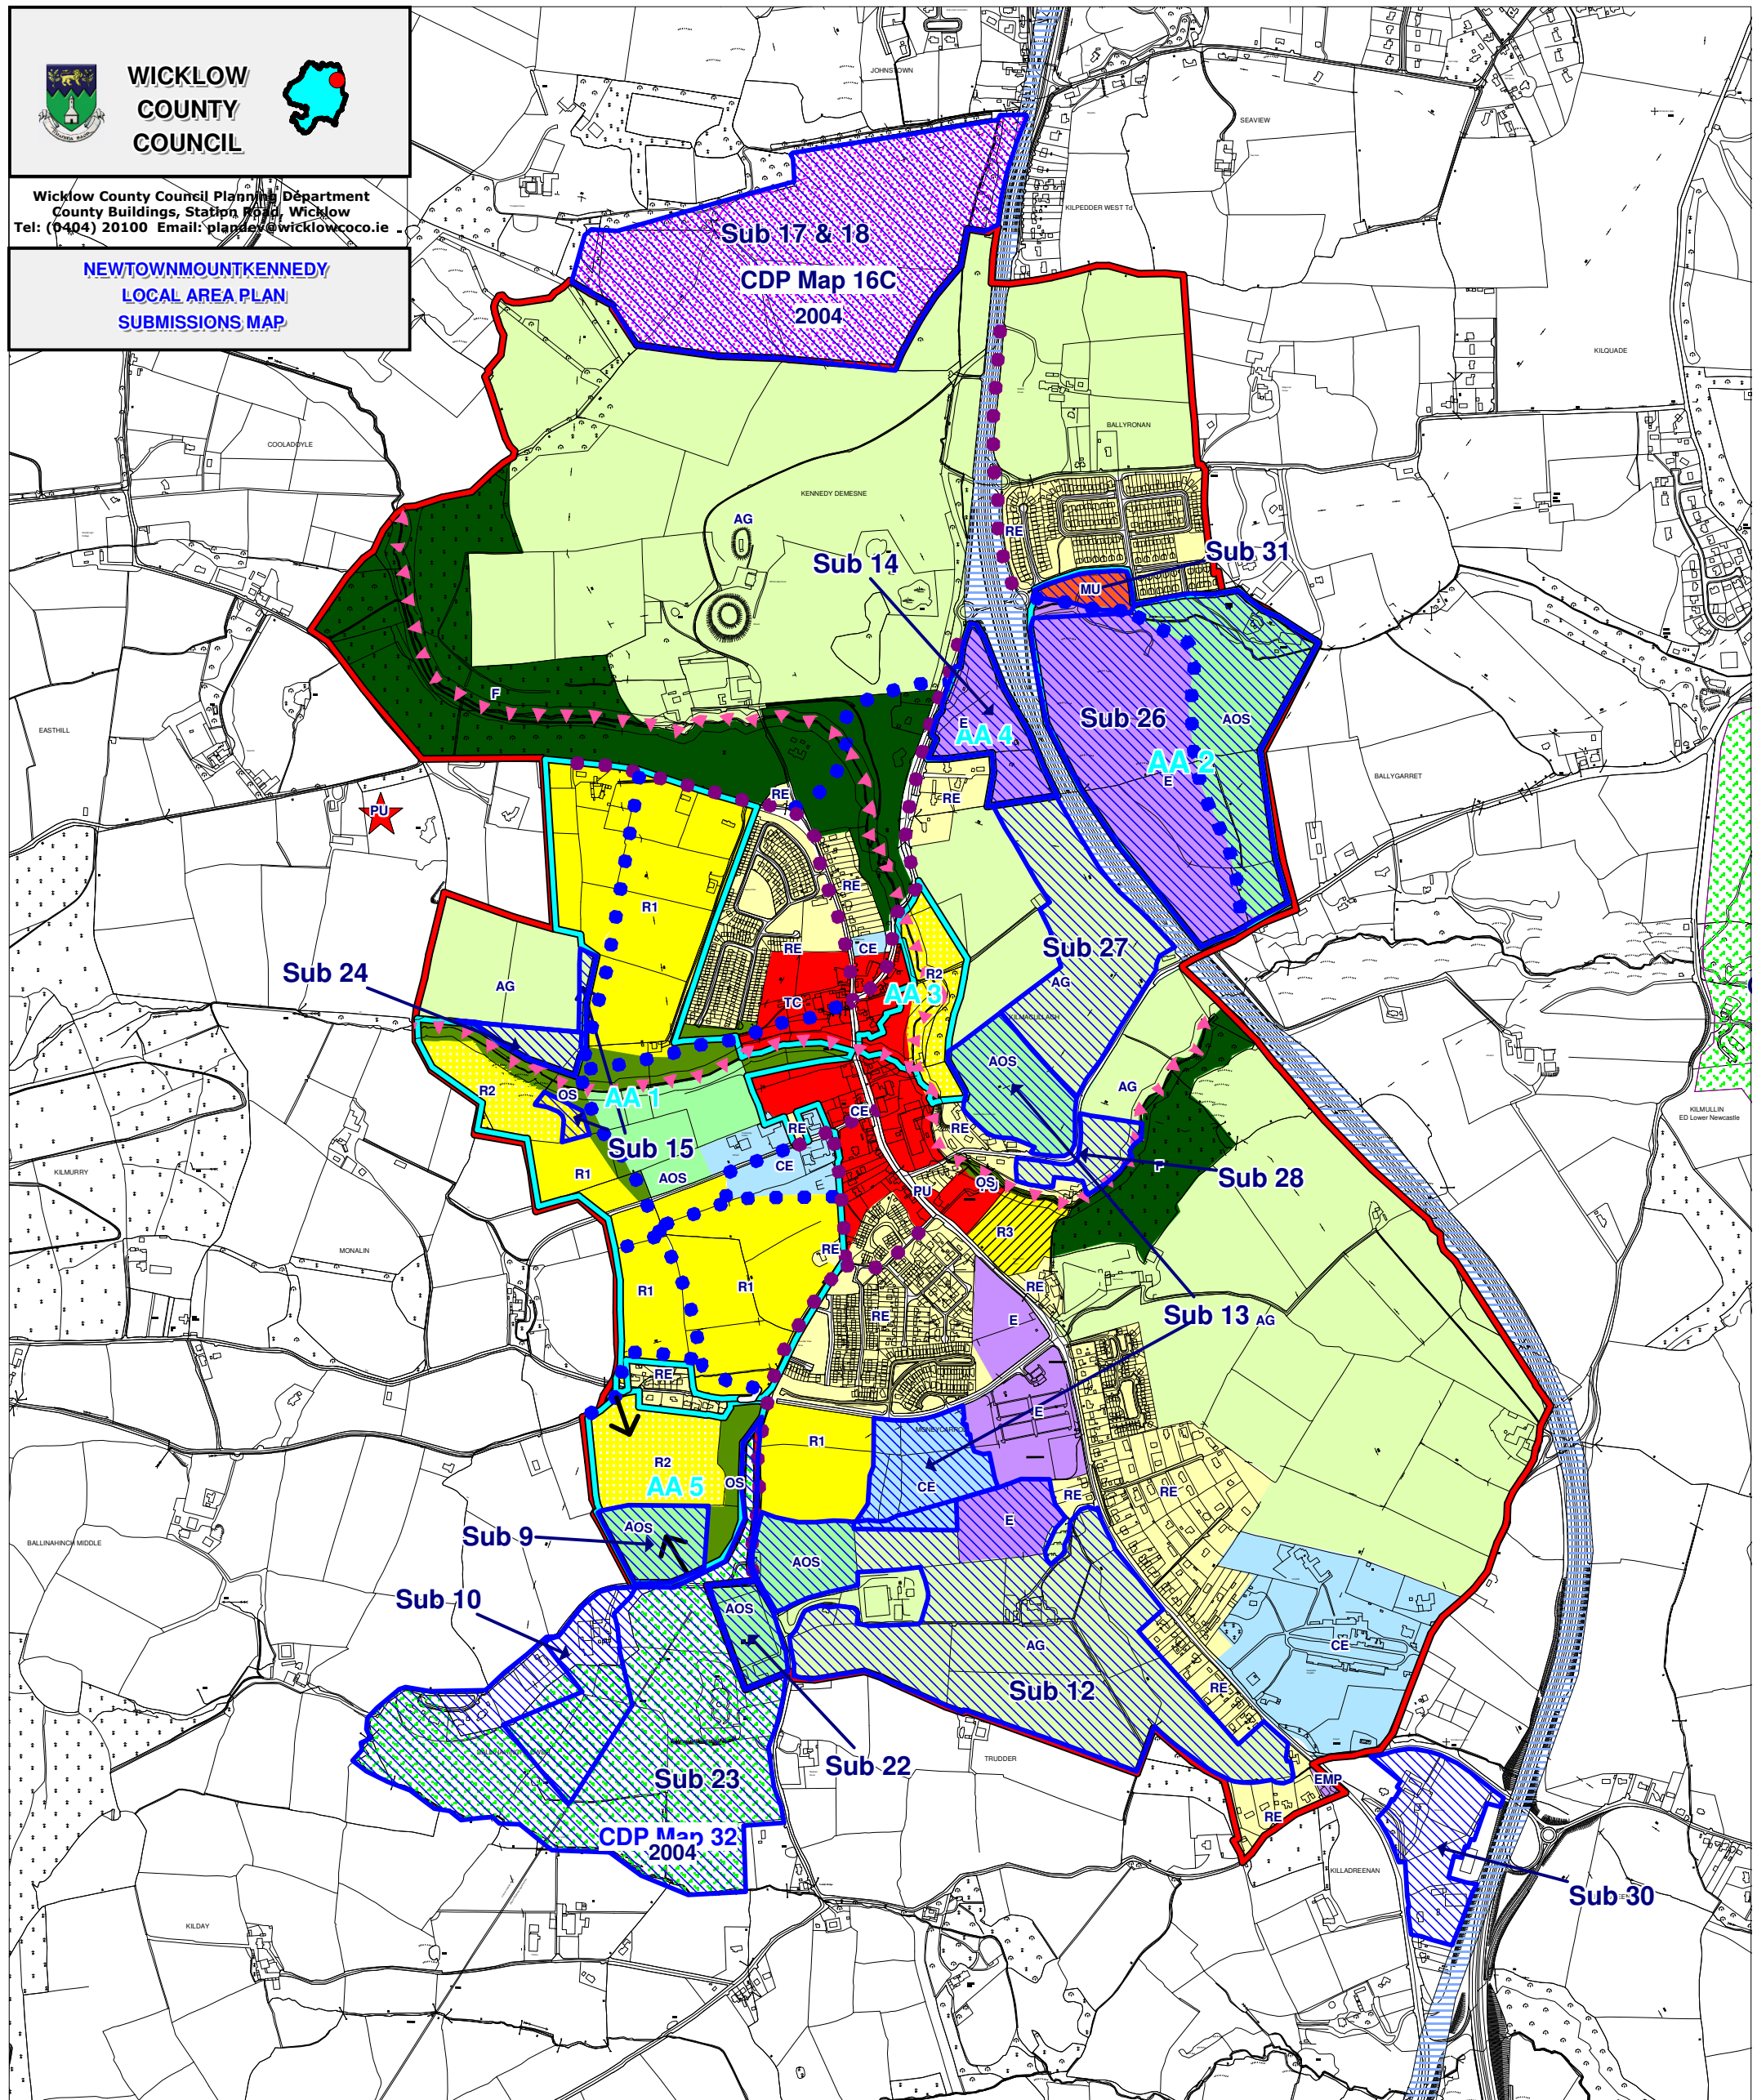 WICKLOW
COUNTY
COUNCIL
Wicklow County Council Planning Department
County Buildings, Station Road, Wicklow
Tel: (0404) 20100 Email: plandev@wicklowcoco.ie
NEWTOWNMOUNTKENNEDY
LOCAL AREA PLAN
SUBMISSIONS MAP
JOHNSTOWN
SEAVIEW
KILPEDDER WEST Td
Sub 17 & 18
CDP Map 16C
2004
KILQUADE
COOLADOYLE
BALLYRONAN
KENNEDY DEMESNE
AG
RE
Sub 14
Sub 31
MU
F
EASTHILL
E
AA 4
Sub 26
AOS
AA 2
E
BALLYGARRET
PU
RE
RE
RE
R1
RE
CE
Sub 27
Sub 24
AG
R2
AA 3
AG
TC
KILMACULLAGH
AOS
R2
OS
AA 1
AG
CE
KILMULLIN
ED Lower Newcastle
RE
RE
Sub 15
CE
F
KILMURRY
R1
AOS
Sub 28
PU
OS
R3
MONALIN
RE
R1
R1
RE
RE
E
Sub 13
AG
RE
E
R1
MONEYCARROLL
R2
AA 5
OS
CE
RE
RE
E
Sub 9
AOS
AOS
BALLINAHINCH MIDDLE
Sub 10
AOS
AG
CE
Sub 12
RE
TRUDDER
Sub 22
Sub 23
EMP
RE
CDP Map 32
2004
KILLADREENAN
Sub 30
KILDAY